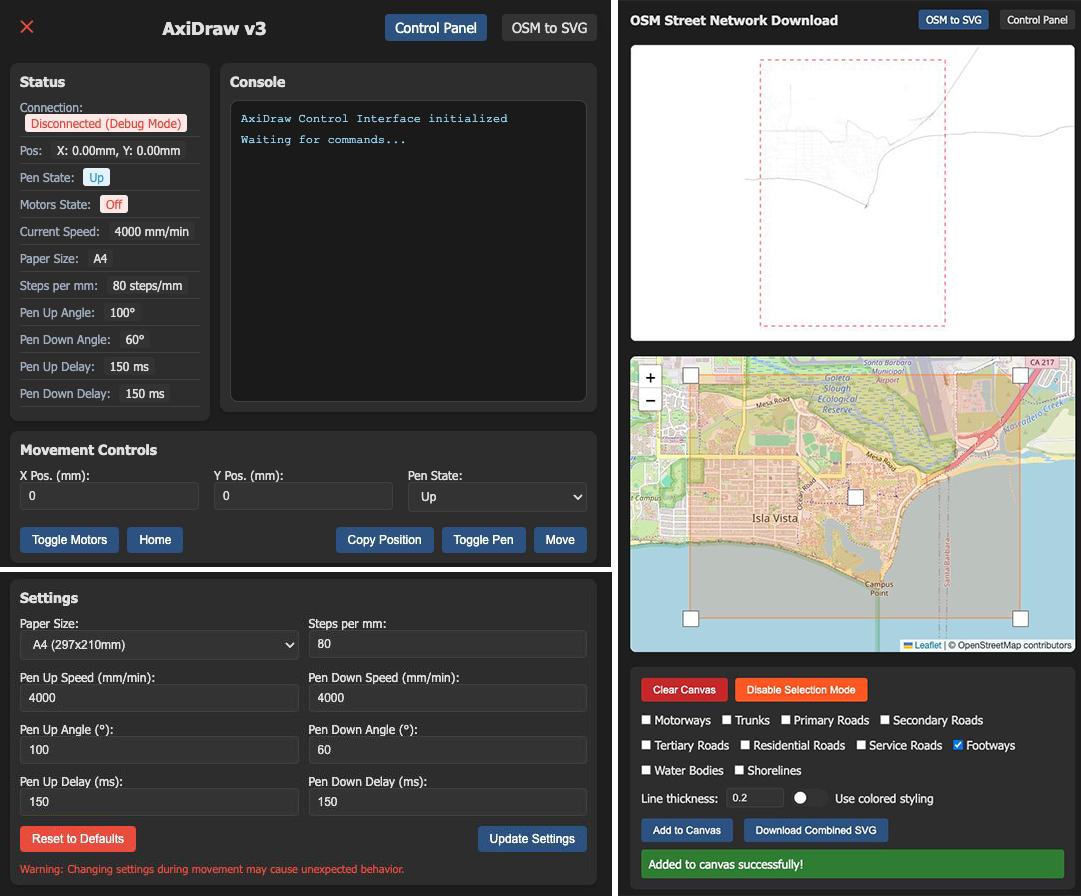 AxiDraw v3
Control Panel
OSM to SVG
Status
Connection:
Disconnected (Debug Mode)
Pos: X: 0.00mm, Y: 0.00mm
Pen State: Up
Motors State: Off
Current Speed: 4000 mm/min
Paper Size: A4
Steps per mm: 80 steps/mm
Pen Up Angle: 100°
Pen Down Angle: 60°
Pen Up Delay: 150 ms
Pen Down Delay: 150 ms
Console
AxiDraw Control Interface initialized
Waiting for commands...
Movement Controls
X Pos. (mm): Y Pos. (mm): Pen State:
0 0 Up
Toggle Motors Home Copy Position Toggle Pen Move
Settings
Paper Size: Steps per mm:
A4 (297x210mm) 80
Pen Up Speed (mm/min): Pen Down Speed (mm/min):
4000 4000
Pen Up Angle (°): Pen Down Angle (°):
100 60
Pen Up Delay (ms): Pen Down Delay (ms):
150 150
Reset to Defaults Update Settings
Warning: Changing settings during movement may cause unexpected behavior.
OSM Street Network Download
OSM to SVG
Control Panel
+
−
Santa Barbara
Municipal
Airport
CA 217
Goleta
Slough
Ecological
Reserve
Mesa Road
Atascadero Creek
Mesa Road
Campus
Ocean Road
Isla Vista
Santa Barbara
Campus
Point
Leaflet | © OpenStreetMap contributors
Clear Canvas Disable Selection Mode
Motorways Trunks Primary Roads Secondary Roads
Tertiary Roads Residential Roads Service Roads Footways
Water Bodies Shorelines
Line thickness: 0.2 Use colored styling
Add to Canvas Download Combined SVG
Added to canvas successfully!